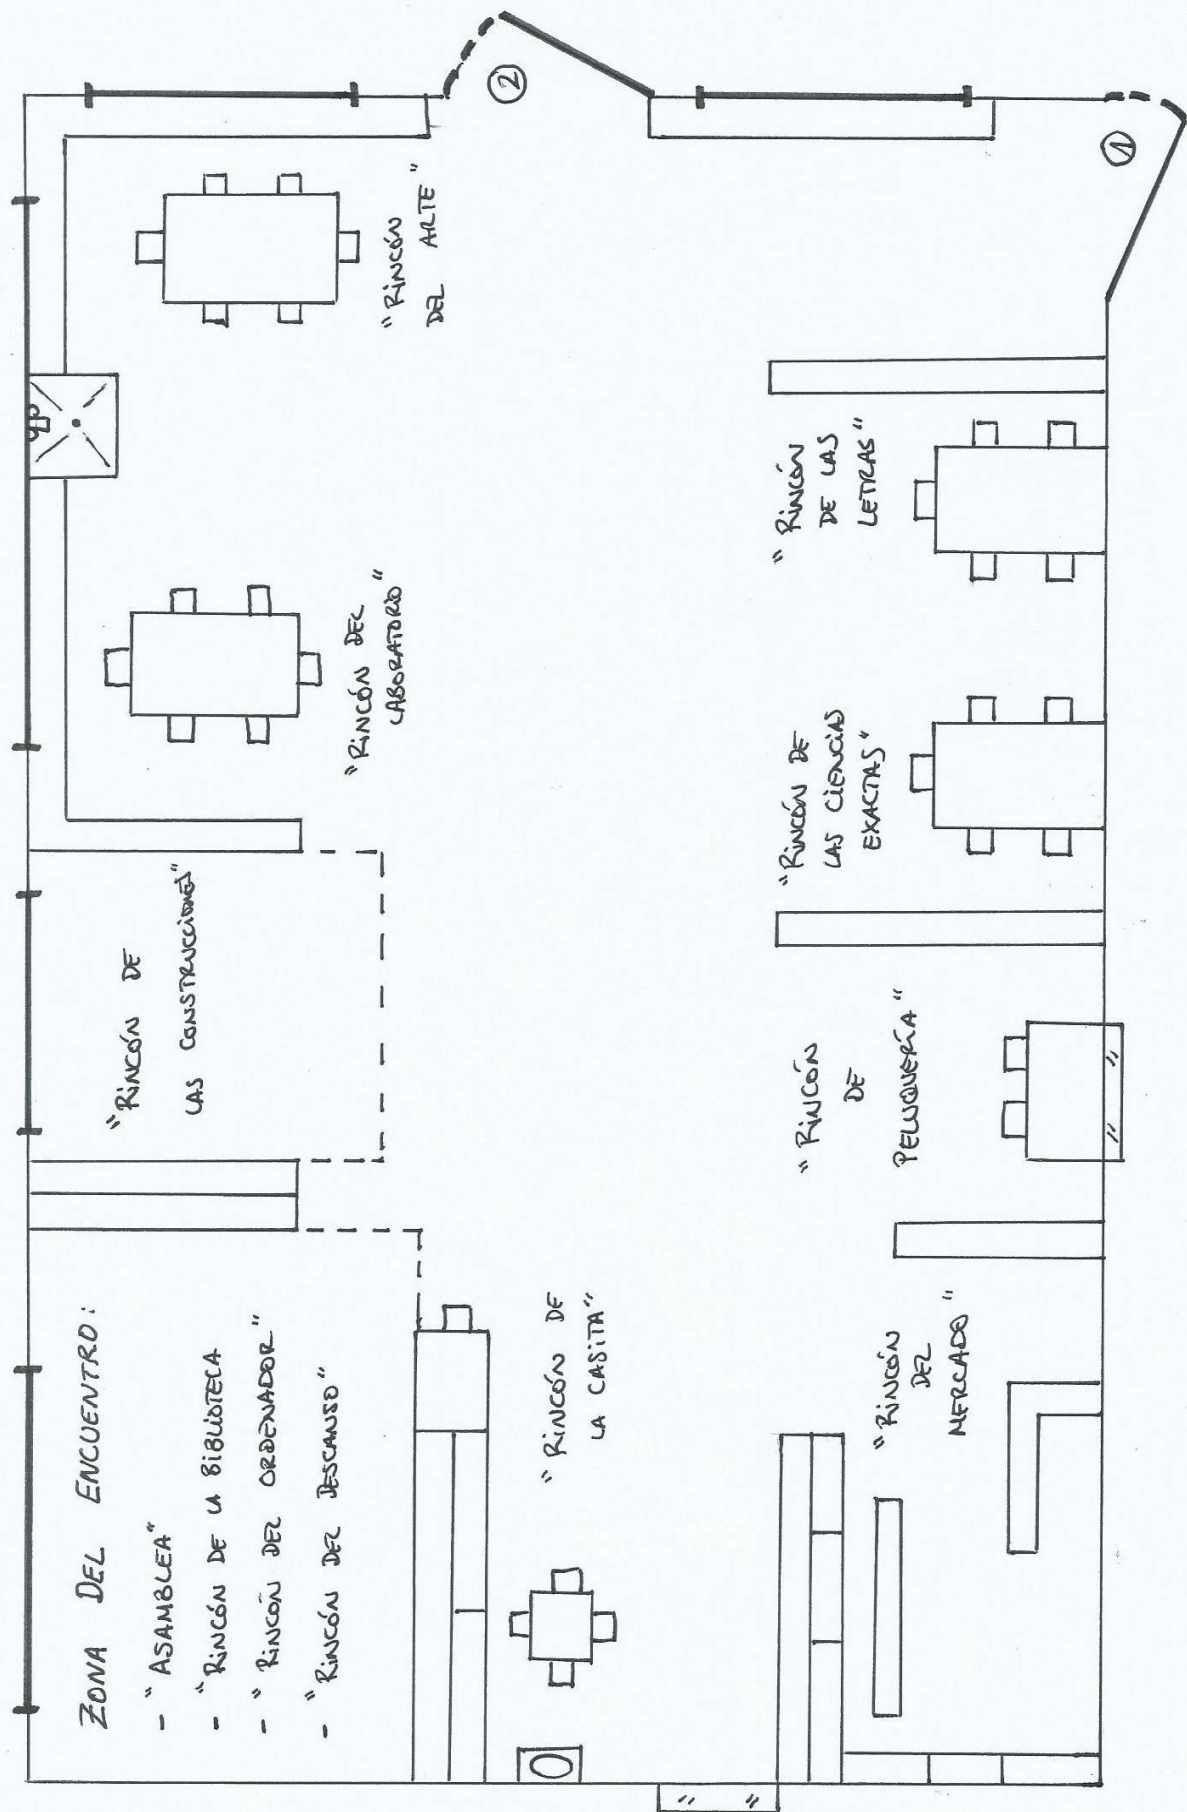 ZONA DEL ENCUENTRO:
- "ASAMBLEA"
- "RINCÓN DE LA BIBLIOTECA
- "RINCÓN DEL ORDENADOR"
- "RINCÓN DEL DESCANSO"
"RINCÓN DE
LAS CONSTRUCCIONES"
"RINCÓN DEL
LABORATORIO"
"RINCÓN
DEL ARTE"
2
"RINCÓN DE
LA CASITA"
"RINCÓN
DEL
MERCADO"
"RINCÓN
DE
PELUQUERÍA"
"RINCÓN DE
LAS CIENCIAS
EXACTAS"
"RINCÓN
DE LAS
LETRAS"
1